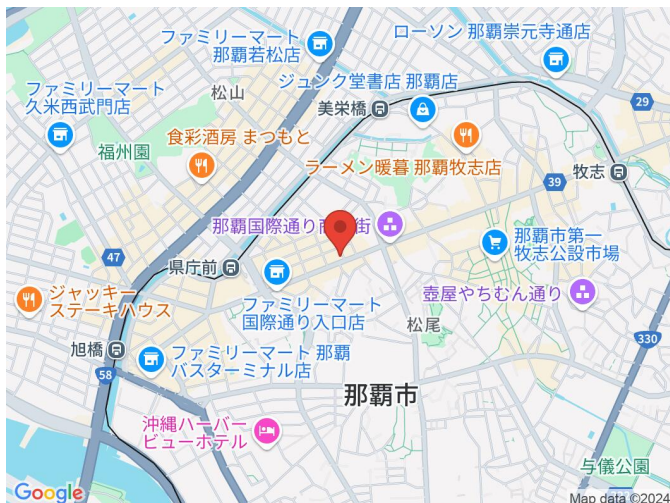 ファミリーマート
那覇若松店
ローソン 那覇崇元寺通店
ファミリーマート
久米西武門店
松山
ジュンク堂書店 那覇店
美栄橋
29
食彩酒房 まつもと
福州園
ラーメン暖暮 那覇牧志店
牧志
39
那覇国際通り商
街
那覇市第一
牧志公設市場
47
県庁前
ジャッキー
ステーキハウス
ファミリーマート
国際通り入口店
壺屋やちむん通り
松尾
旭橋
ファミリーマート 那覇
バスターミナル店
330
58
那覇市
沖縄ハーバー
ビューホテル
与儀公園
Google
Map data ©2024